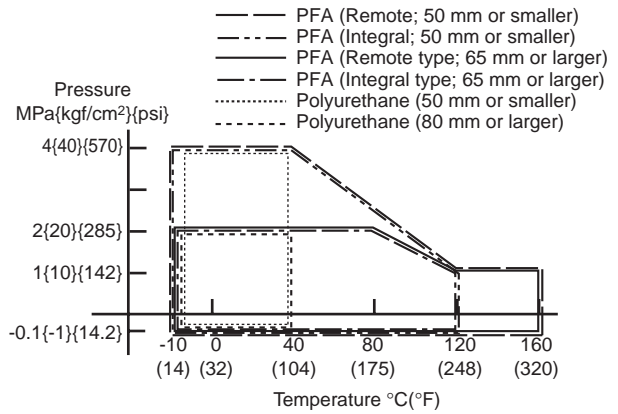 PFA (Remote; 50 mm or smaller)
PFA (Integral; 50 mm or smaller)
PFA (Remote type; 65 mm or larger)
PFA (Integral type; 65 mm or larger)
Polyurethane (50 mm or smaller)
Polyurethane (80 mm or larger)
Pressure
MPa{kgf/cm²}{psi}
4{40}{570}
2{20}{285}
1{10}{142}
-0.1{-1}{14.2}
-10 0 40 80 120 160
(14) (32) (104) (175) (248) (320)
Temperature °C(°F)